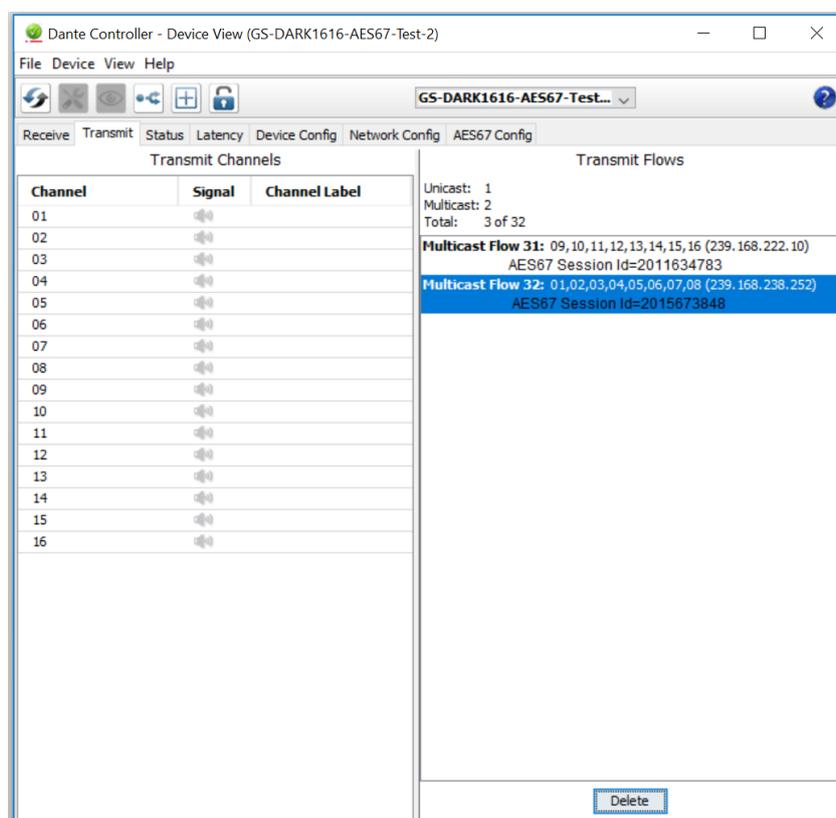 Dante Controller - Device View (GS-DARK1616-AES67-Test-2)
File Device View Help
GS-DARK1616-AES67-Test...
?
Receive Transmit Status Latency Device Config Network Config AES67 Config
Transmit Channels
Channel Signal Channel Label
01
02
03
04
05
06
07
08
09
10
11
12
13
14
15
16
Transmit Flows
Unicast: 1
Multicast: 2
Total: 3 of 32
Multicast Flow 31: 09,10,11,12,13,14,15,16 (239.168.222.10)
AES67 Session Id=2011634783
Multicast Flow 32: 01,02,03,04,05,06,07,08 (239.168.238.252)
AES67 Session Id=2015673848
Delete